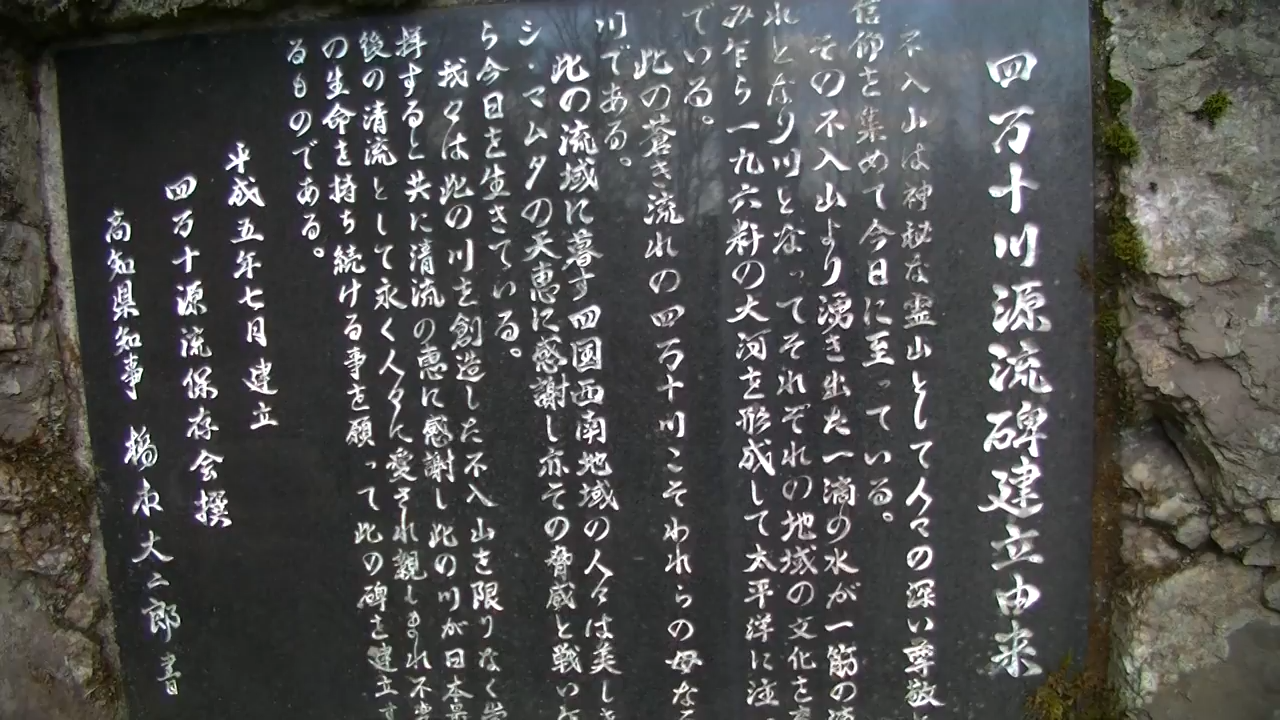 四万十川源流碑建立由来
不入山は神秘な霊山として人々の深い尊敬と
信仰を集めて今日に至っている。
その不入山より湧き出た一滴の水が一筋の
れとなり川となってそれぞれの地域の文化を
み乍ら一九六粁の大河を形成して太平洋に注
でいる。
此の蒼き流れの四万十川こそわれらの母なる
川である。
此の流域に暮す四国西南地域の人々は美しき
シ・マムタの天恵に感謝し亦その脅威と戦いな
ら今日を生きている。
我々は此の川を創造した不入山を限りなく
拝すると共に清流の恵に感謝し此の川が日本最
後の清流として永く人々に愛され親しまれ不
の生命を持ち続ける事を願って此の碑を建立す
るものである。
平成五年七月建立
四万十源流保存会撰
高知県知事 橋本大二郎 書